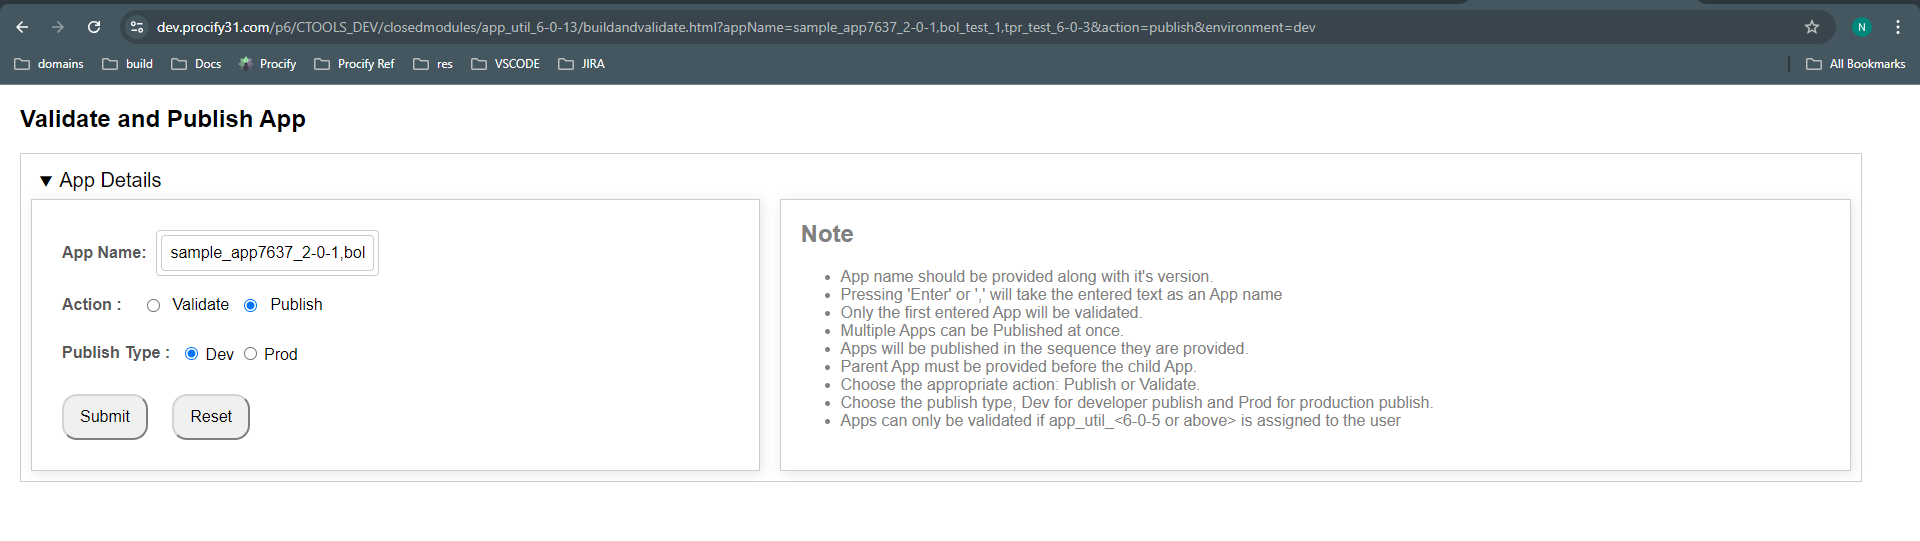 dev.procify31.com/p6/CTOOLS_DEV/closedmodules/app_util_6-0-13/buildandvalidate.html?appName=sample_app7637_2-0-1,bol_test_1,tpr_test_6-0-3&action=publish&environment=dev
N
domains build Docs Procify Procify Ref res VSCODE JIRA All Bookmarks
Validate and Publish App
▼ App Details
App Name: sample_app7637_2-0-1,bol
Action : Validate Publish
Publish Type : Dev Prod
Submit Reset
Note
• App name should be provided along with it's version.
• Pressing 'Enter' or ',' will take the entered text as an App name
• Only the first entered App will be validated.
• Multiple Apps can be Published at once.
• Apps will be published in the sequence they are provided.
• Parent App must be provided before the child App.
• Choose the appropriate action: Publish or Validate.
• Choose the publish type, Dev for developer publish and Prod for production publish.
• Apps can only be validated if app_util_<6-0-5 or above> is assigned to the user